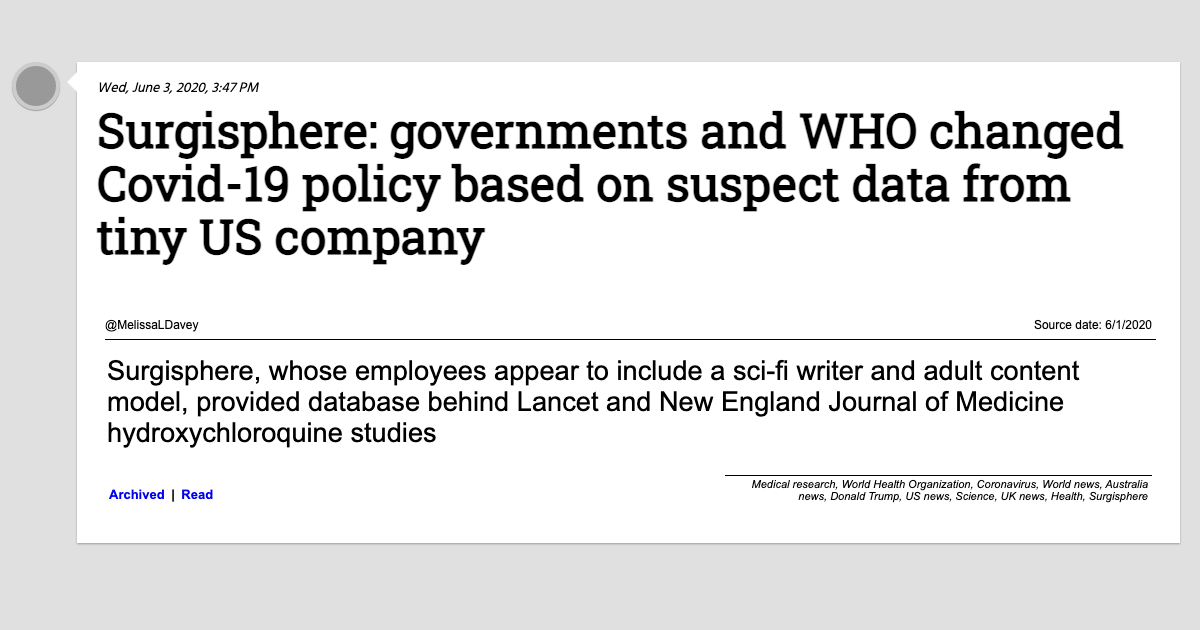 Wed, June 3, 2020, 3:47 PM
Surgisphere: governments and WHO changed
Covid-19 policy based on suspect data from
tiny US company
@MelissaLDavey
Source date: 6/1/2020
Surgisphere, whose employees appear to include a sci-fi writer and adult content
model, provided database behind Lancet and New England Journal of Medicine
hydroxychloroquine studies
Archived | Read
Medical research, World Health Organization, Coronavirus, World news, Australia
news, Donald Trump, US news, Science, UK news, Health, Surgisphere